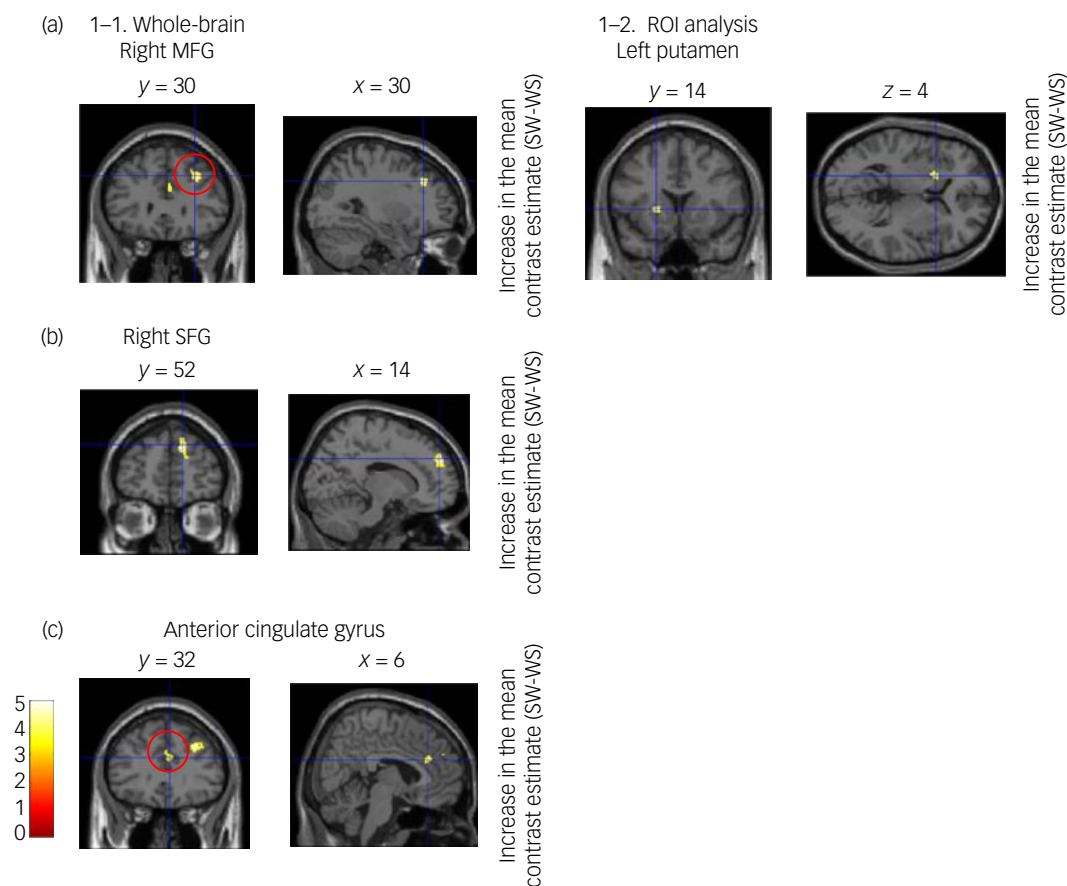 (a) 1–1. Whole-brain
Right MFG
y = 30
x = 30
Increase in the mean
contrast estimate (SW-WS)
1–2. ROI analysis
Left putamen
y = 14
z = 4
Increase in the mean
contrast estimate (SW-WS)
(b) Right SFG
y = 52
x = 14
Increase in the mean
contrast estimate (SW-WS)
(c) Anterior cingulate gyrus
y = 32
x = 6
5
4
3
2
1
0
Increase in the mean
contrast estimate (SW-WS)